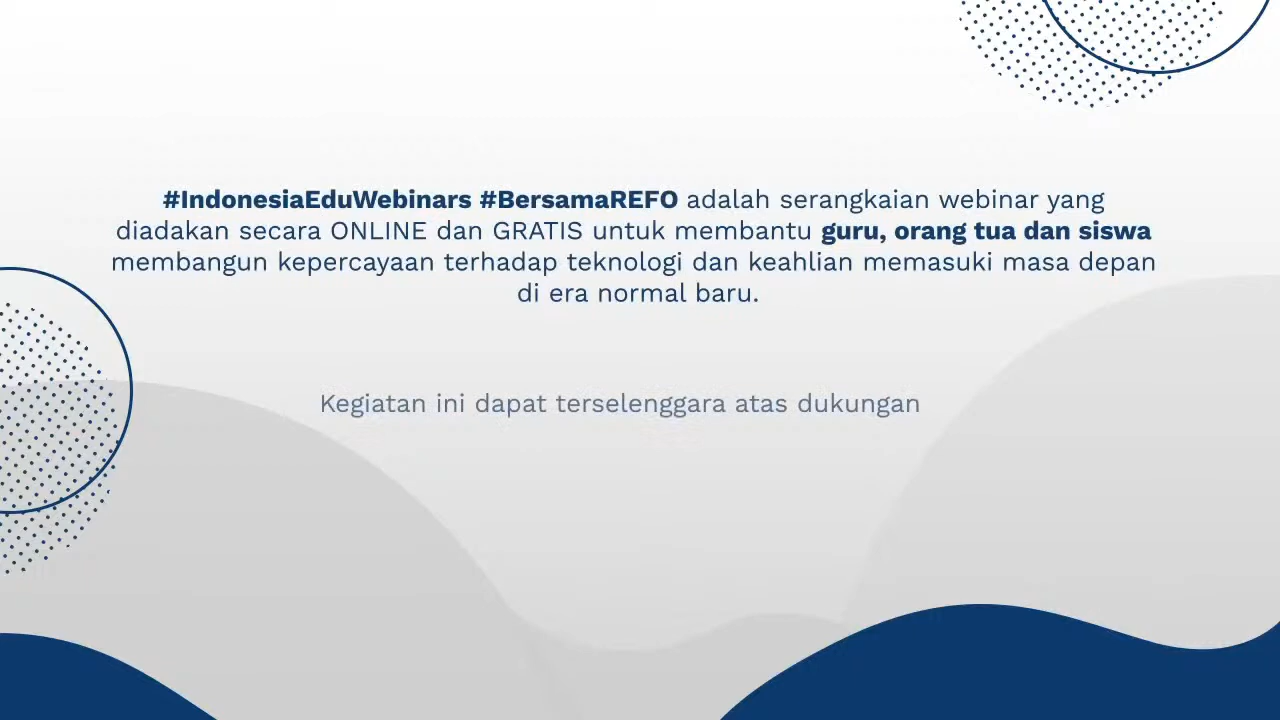 #IndonesiaEduWebinars #BersamaREFO adalah serangkaian webinar yang
diadakan secara ONLINE dan GRATIS untuk membantu guru, orang tua dan siswa
membangun kepercayaan terhadap teknologi dan keahlian memasuki masa depan
di era normal baru.
Kegiatan ini dapat terselenggara atas dukungan